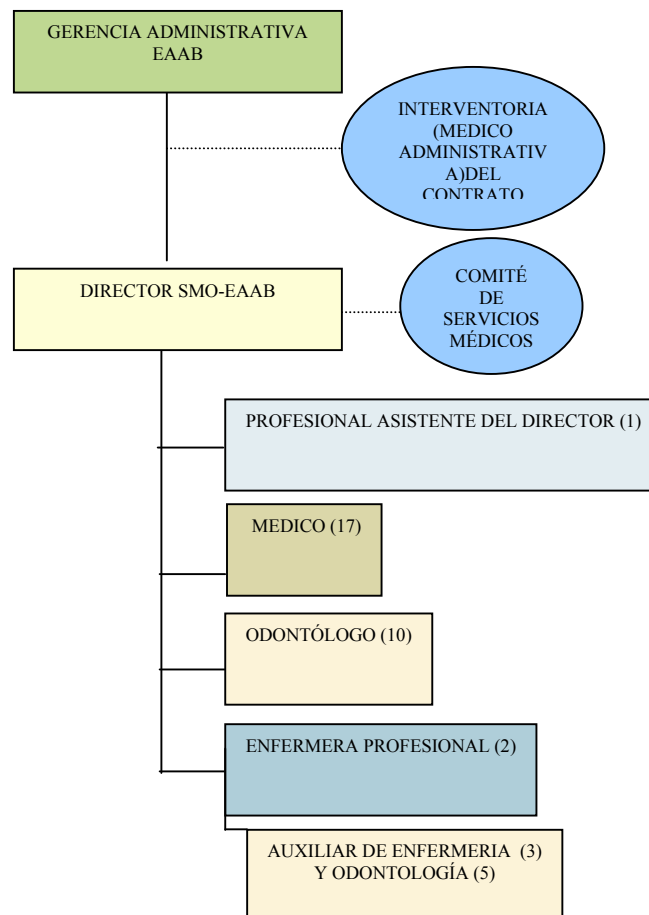 GERENCIA ADMINISTRATIVA
EAAB
INTERVENTORIA
(MEDICO
ADMINISTRATIV
A)DEL
CONTRATO
DIRECTOR SMO-EAAB
COMITÉ
DE
SERVICIOS
MÉDICOS
PROFESIONAL ASISTENTE DEL DIRECTOR (1)
MEDICO (17)
ODONTÓLOGO (10)
ENFERMERA PROFESIONAL (2)
AUXILIAR DE ENFERMERIA (3)
Y ODONTOLOGÍA (5)